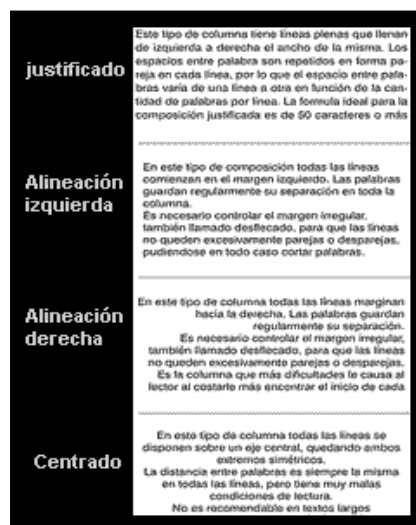 justificado
Este tipo de columna tiene líneas plenas que llenan
de izquierda a derecha el ancho de la misma. Los
espacios entre palabra son repetidos en forma pa-
reja en cada línea, por lo que el espacio entre pala-
bras varía de una línea a otra en función de la can-
tidad de palabras por línea. La formula ideal para la
composición justificada es de 50 caracteres o más
Alineación
izquierda
En este tipo de composición todas las líneas
comienzan en el margen izquierdo. Las palabras
guardan regularmente su separación en toda la
columna.
Es necesario controlar el margen irregular,
también llamado desflecado, para que las líneas
no queden excesivamente parejas o desparejas,
pudiendose en todo caso cortar palabras.
Alineación
derecha
En este tipo de columna todas las líneas marginan
hacia la derecha. Las palabras guardan
regularmente su separación.
Es necesario controlar el margen irregular,
también llamado desflecado, para que las líneas
no queden excesivamente parejas o desparejas.
Es la columna que más dificultades le causa al
lector al costarle más encontrar el inicio de cada
Centrado
En este tipo de columna todas las líneas se
disponen sobre un eje central, quedando ambos
extremos simétricos.
La distancia entre palabras es siempre la misma
en todas las líneas, pero tiene muy malas
condiciones de lectura.
No es recomendable en textos largos